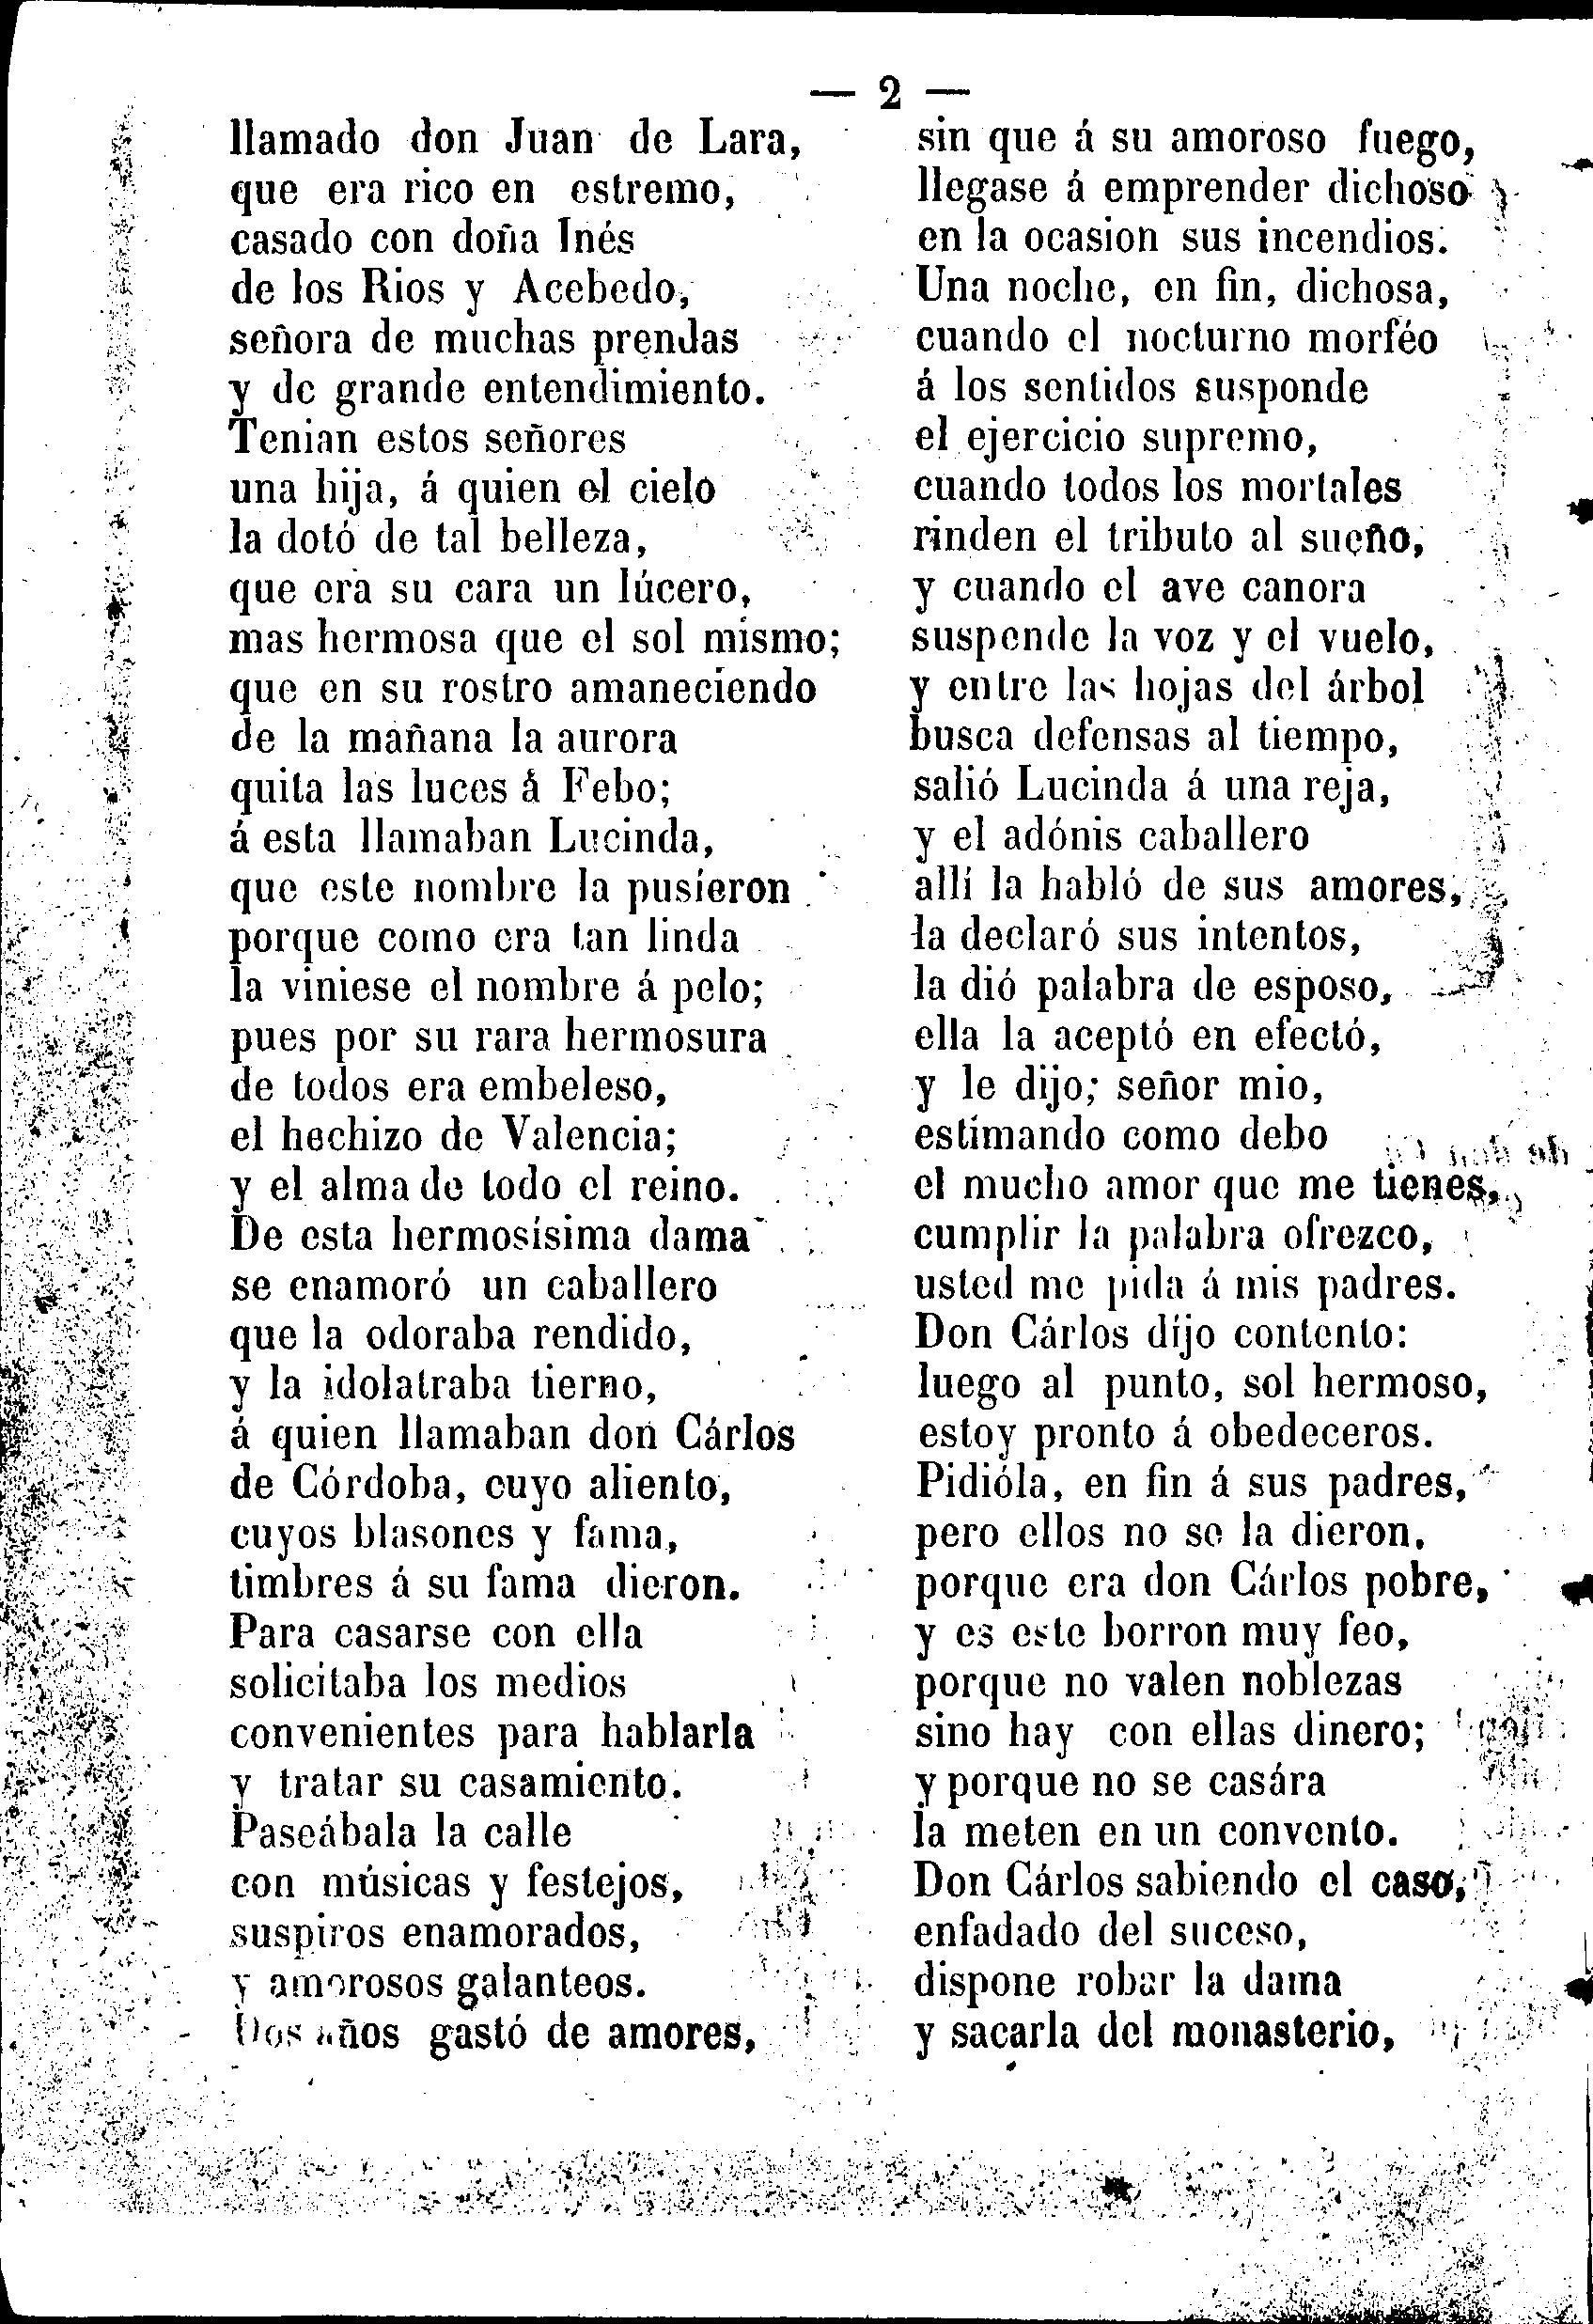 — 2 —
llamado don Juan de Lara,
que era rico en estremo,
casado con doña Inés
de los Rios y Acebedo,
señora de muchas prendas
y de grande entendimiento.
Tenian estos señores
una hija, á quien el cielo
la dotó de tal belleza,
que era su cara un lúcero,
mas hermosa que el sol mismo;
que en su rostro amaneciendo
de la mañana la aurora
quita las luces á Febo;
á esta llamaban Lucinda,
que este nombre la pusieron
porque como era tan linda
la viniese el nombre á pelo;
pues por su rara hermosura
de todos era embeleso,
el hechizo de Valencia;
y el alma de todo el reino.
De esta hermosísima dama
se enamoró un caballero
que la odoraba rendido,
y la idolatraba tierno,
á quien llamaban don Cárlos
de Córdoba, cuyo aliento,
cuyos blasones y fama,
timbres á su fama dieron.
Para casarse con ella
solicitaba los medios
convenientes para hablarla
y tratar su casamiento.
Paseábala la calle
con músicas y festejos,
suspiros enamorados,
y amorosos galanteos.
Dos años gastó de amores,
sin que á su amoroso fuego,
llegase á emprender dichoso
en la ocasion sus incendios.
Una noche, en fin, dichosa,
cuando el nocturno morféo
á los sentidos susponde
el ejercicio supremo,
cuando todos los mortales
rinden el tributo al sueño,
y cuando el ave canora
suspende la voz y el vuelo,
y entre las hojas del árbol
busca defensas al tiempo,
salió Lucinda á una reja,
y el adónis caballero
allí la habló de sus amores,
la declaró sus intentos,
la dió palabra de esposo,
ella la aceptó en efectó,
y le dijo; señor mio,
estimando como debo
el mucho amor que me tienes,
cumplir la palabra ofrezco,
usted me pida á mis padres.
Don Cárlos dijo contento:
luego al punto, sol hermoso,
estoy pronto á obedeceros.
Pidióla, en fin á sus padres,
pero ellos no se la dieron,
porque era don Cárlos pobre,
y es este borron muy feo,
porque no valen noblezas
sino hay con ellas dinero;
y porque no se casára
la meten en un convento.
Don Cárlos sabiendo el caso,
enfadado del suceso,
dispone robar la dama
y sacarla del monasterio,